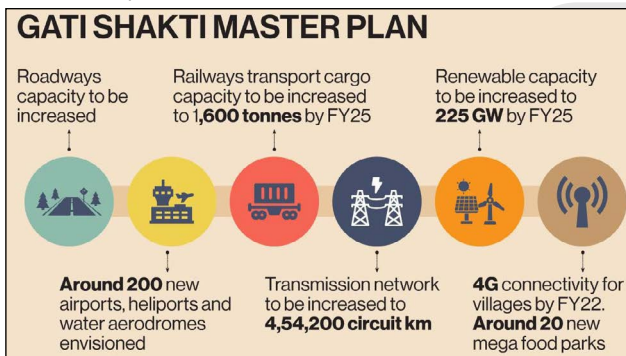 GATI SHAKTI MASTER PLAN
Roadways
capacity to be
increased
Railways transport cargo
capacity to be increased
to 1,600 tonnes by FY25
Renewable capacity
to be increased to
225 GW by FY25
Around 200 new
airports, heliports and
water aerodromes
envisioned
Transmission network
to be increased to
4,54,200 circuit km
4G connectivity for
villages by FY22.
Around 20 new
mega food parks